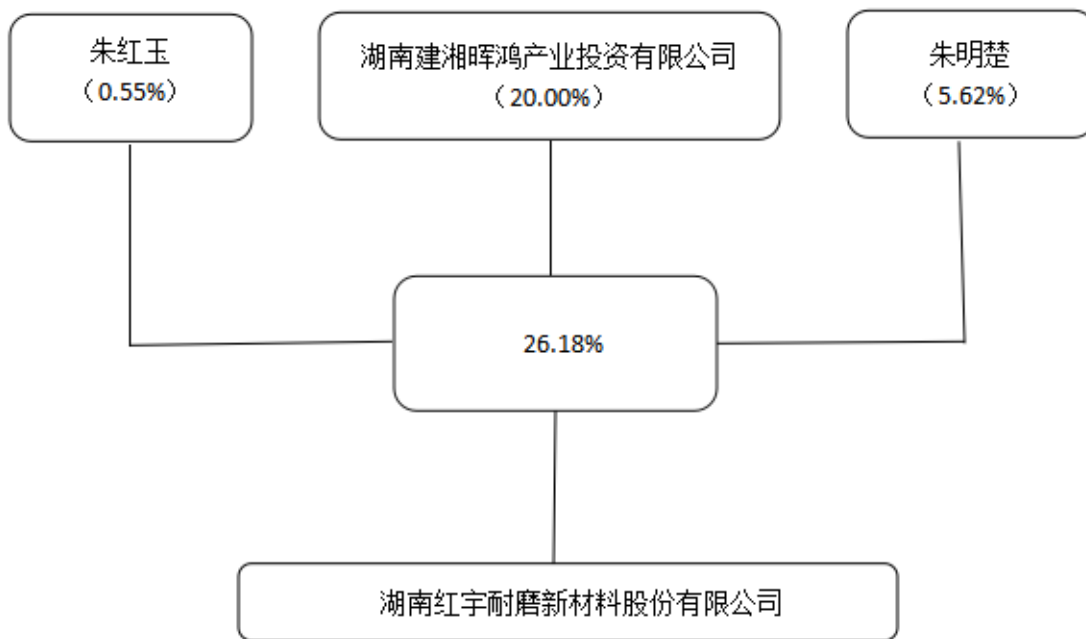 朱红玉
（0.55%）
湖南建湘晖鸿产业投资有限公司
（20.00%）
朱明楚
（5.62%）
26.18%
湖南红宇耐磨新材料股份有限公司